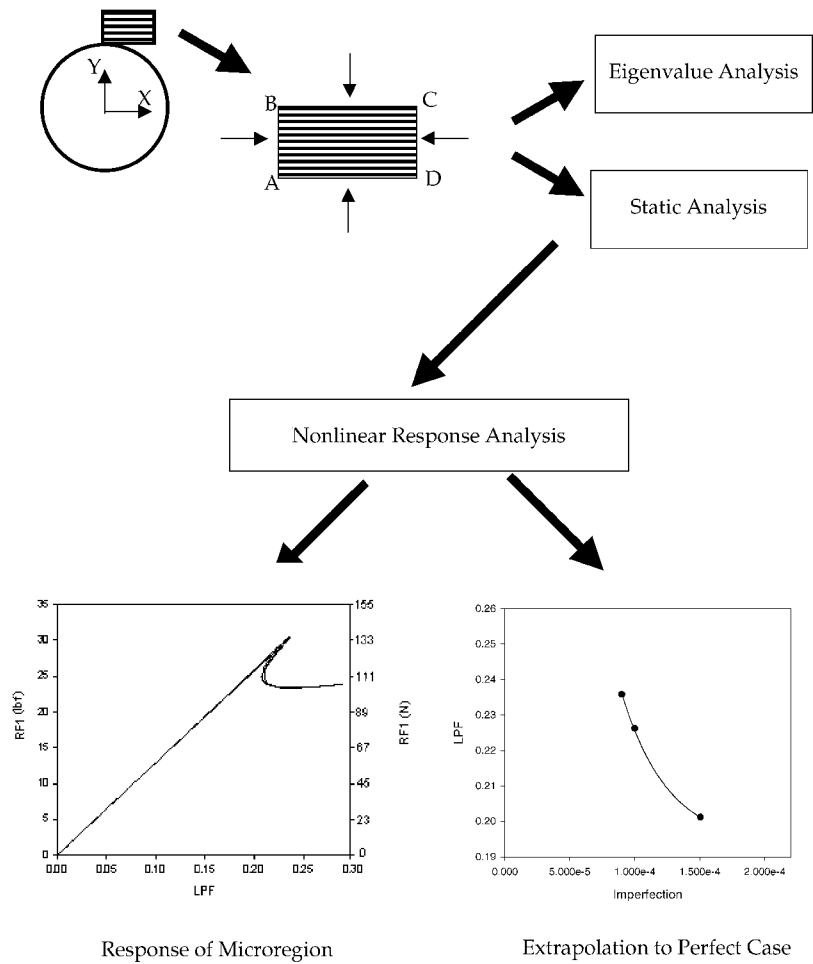 Y
X
B
C
A
D
Eigenvalue Analysis
Static Analysis
Nonlinear Response Analysis
RF1 (lbf)
35
30
25
20
15
10
5
0
155
133
111
89
67
45
23
0
RF1 (N)
0.00
0.05
0.10
0.15
0.20
0.25
0.30
LPF
LPF
0.26
0.24
0.23
0.21
0.20
0.19
0.000
5.000e-5
1.000e-4
1.500e-4
2.000e-4
Imperfection
Response of Microregion
Extrapolation to Perfect Case